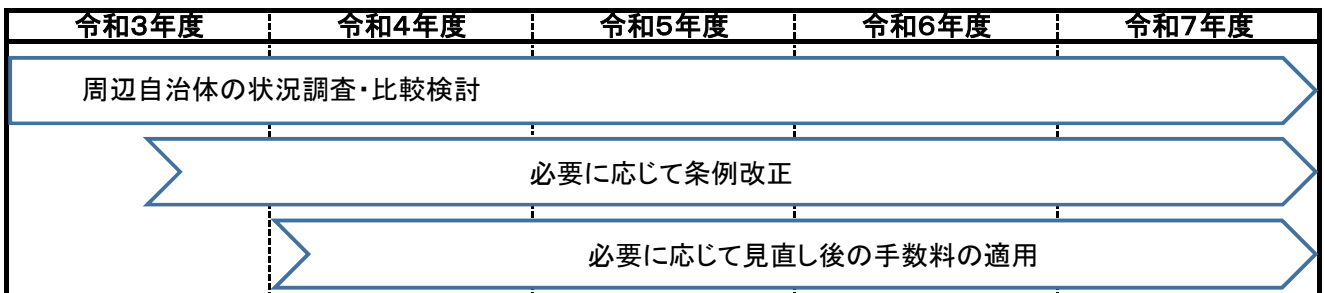 令和3年度 令和4年度 令和5年度 令和6年度 令和7年度
周辺自治体の状況調査・比較検討
必要に応じて条例改正
必要に応じて見直し後の手数料の適用